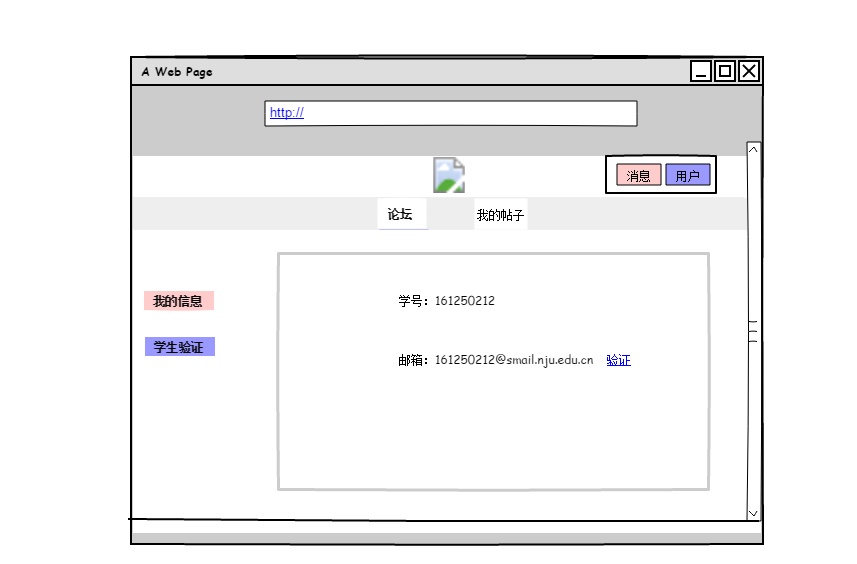 A Web Page
http://
消息 用户
论坛 我的帖子
我的信息
学号：161250212
学生验证
邮箱：161250212@smail.nju.edu.cn 验证